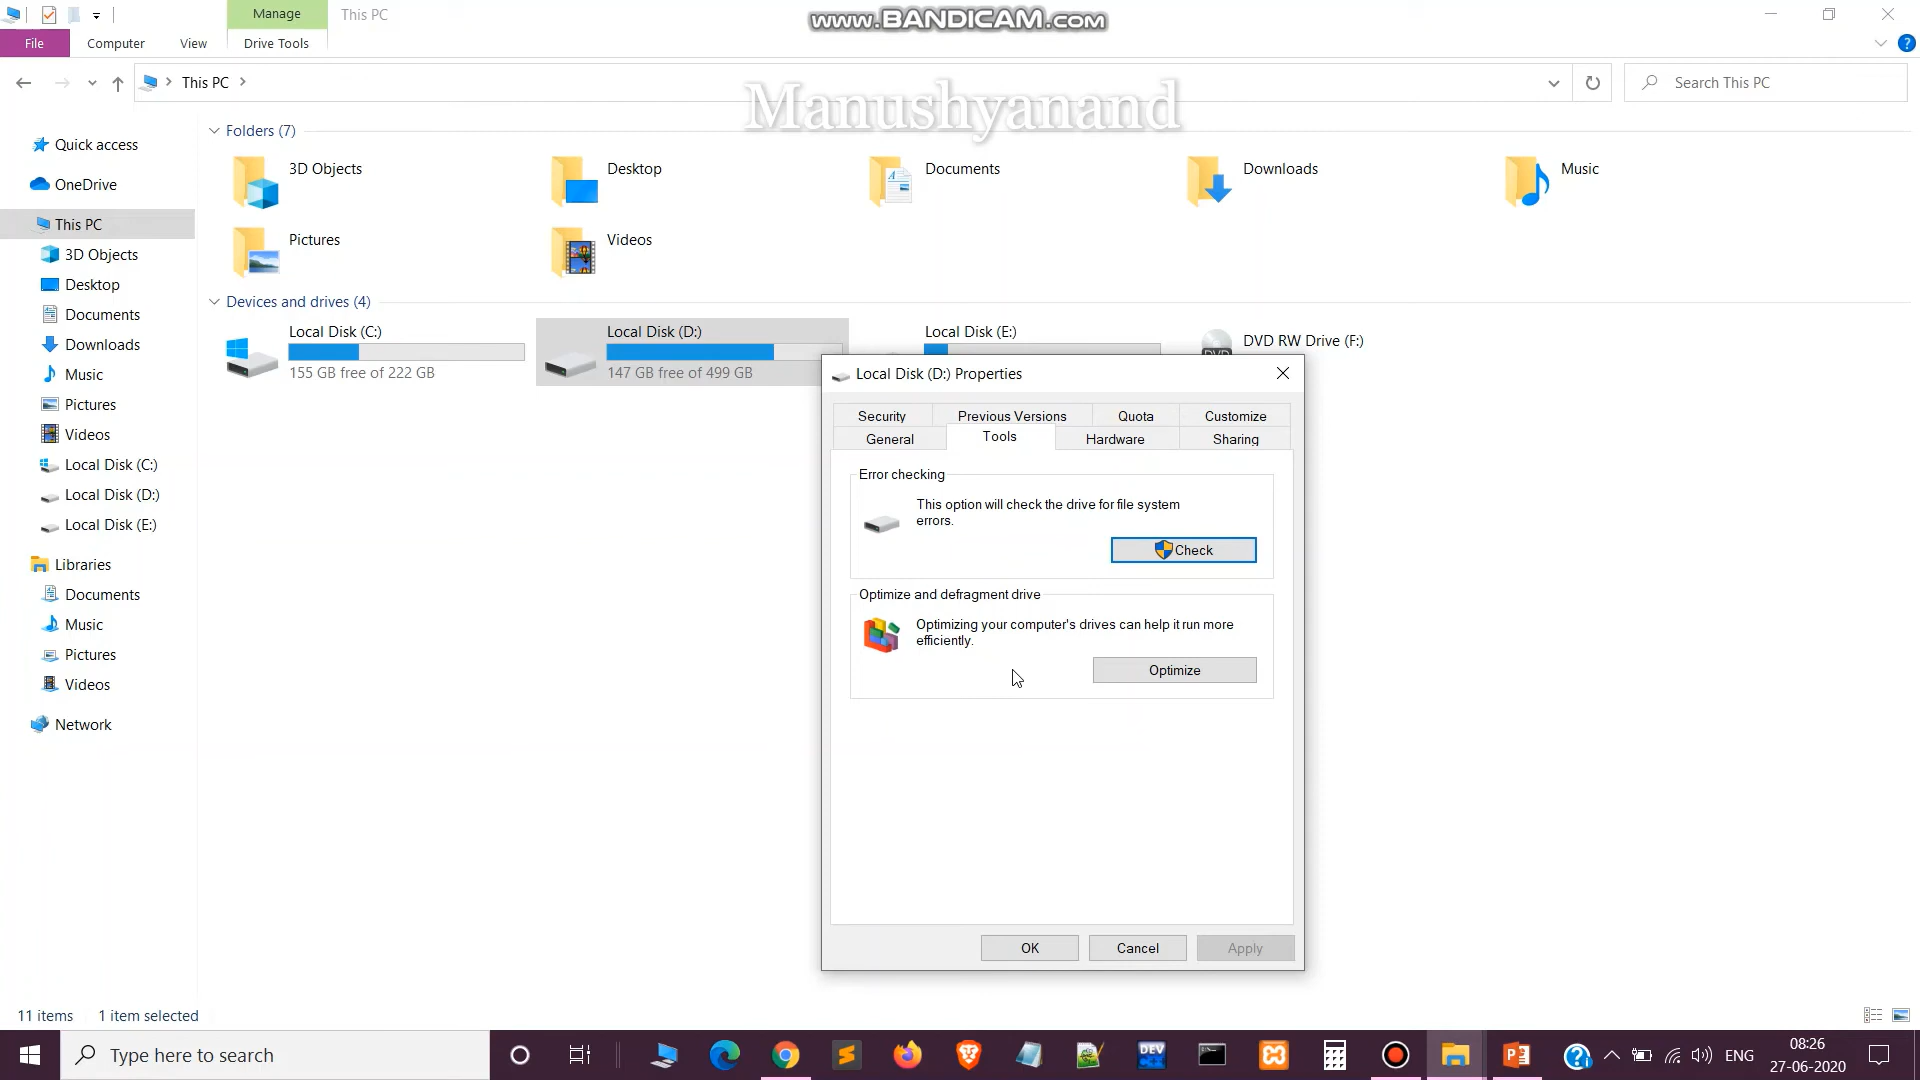 Manage
This PC
www.BANDICAM.com
File
Computer
View
Drive Tools
This PC
Search This PC
Manushyanand
Quick access
OneDrive
This PC
3D Objects
Desktop
Documents
Downloads
Music
Pictures
Videos
Local Disk (C:)
Local Disk (D:)
Local Disk (E:)
Libraries
Documents
Music
Pictures
Videos
Network
Folders (7)
3D Objects
Desktop
Documents
Downloads
Music
Pictures
Videos
Devices and drives (4)
Local Disk (C:)
155 GB free of 222 GB
Local Disk (D:)
147 GB free of 499 GB
Local Disk (E:)
DVD RW Drive (F:)
Local Disk (D:) Properties
Security
Previous Versions
Quota
Customize
General
Tools
Hardware
Sharing
Error checking
This option will check the drive for file system
errors.
Check
Optimize and defragment drive
Optimizing your computer's drives can help it run more
efficiently.
Optimize
OK
Cancel
Apply
11 items
1 item selected
Type here to search
DEV
ENG
08:26
27-06-2020